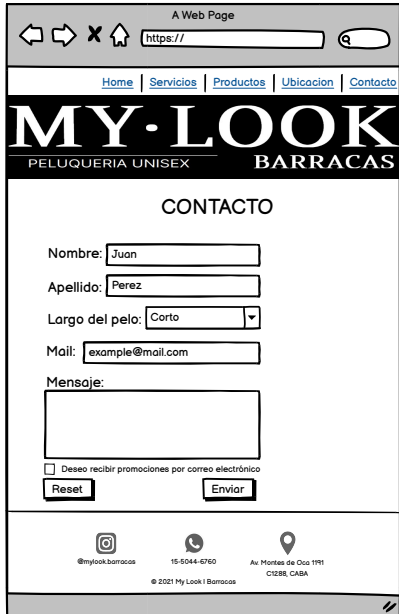 A Web Page
https://
Home Servicios Productos Ubicacion Contacto
MY·LOOK
PELUQUERIA UNISEX BARRACAS
CONTACTO
Nombre: Juan
Apellido: Perez
Largo del pelo: Corto
Mail: example@mail.com
Mensaje:
Deseo recibir promociones por correo electrónico
Reset Enviar
@mylook.barracas 15-5044-6760 Av. Montes de Oca 1191
C1288, CABA
© 2021 My Look | Barracas